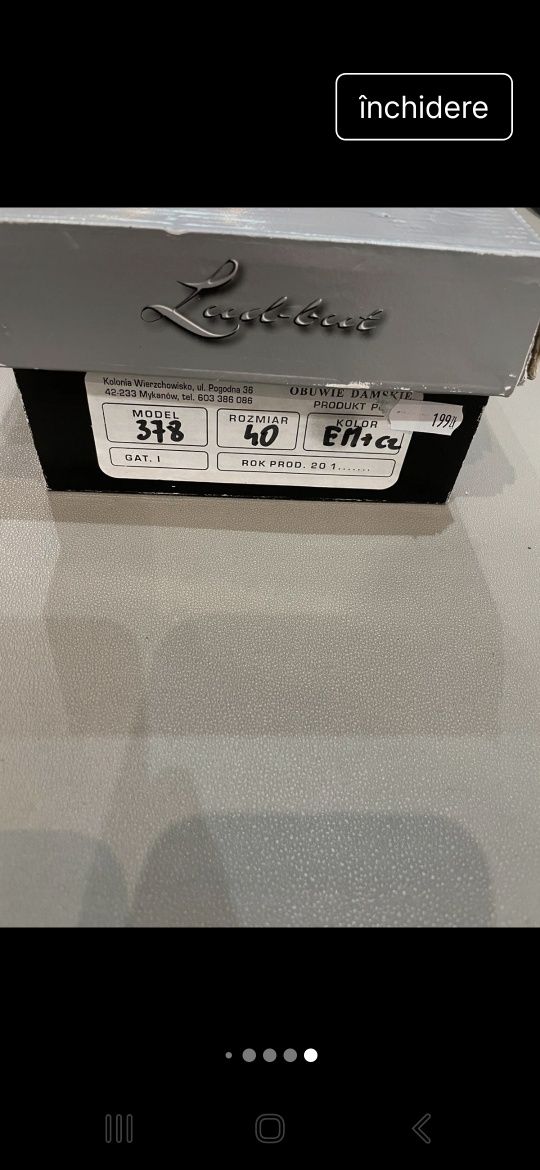 închidere
Lud-but
Kolonia Wierzchowisko, ul. Pogodna 36
42-233 Mykanów, tel. 603 386 086
OBUWIE DAMSKIE
PRODUKT
MODEL
378
ROZMIAR
40
KOLOR
199zł
GAT. I
ROK PROD. 20 1.......